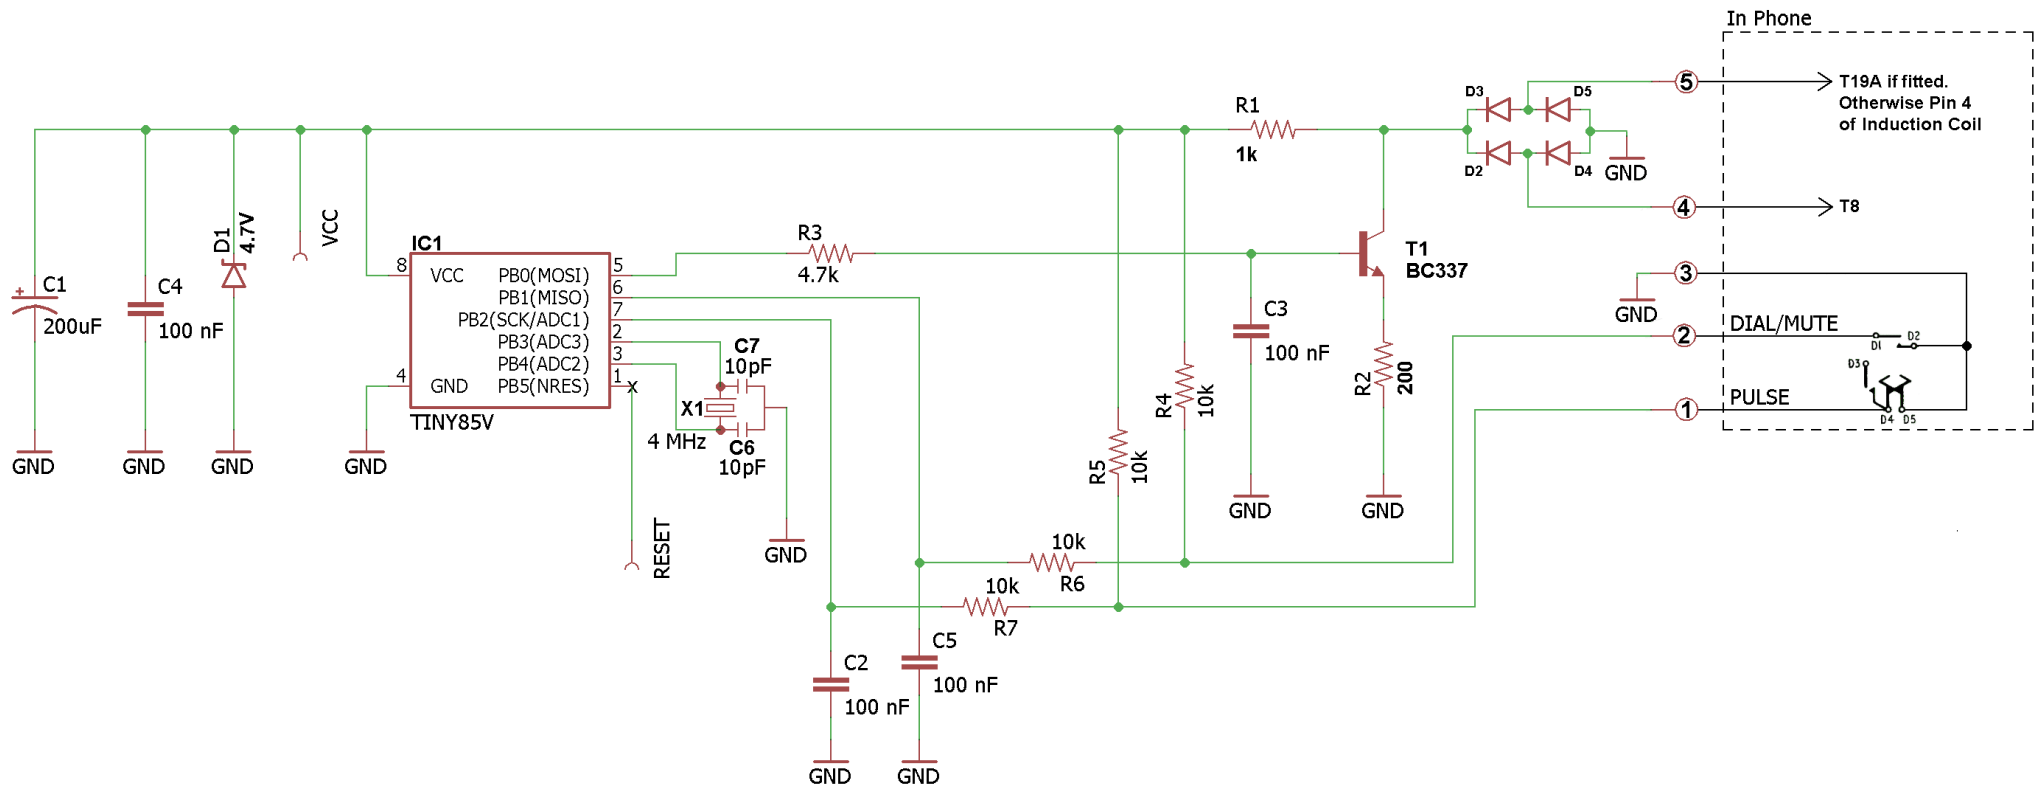 In Phone
5
T19A if fitted.
Otherwise Pin 4
of Induction Coil
D3
D5
R1
1k
D2
D4
GND
4
T8
VCC
D1
4.7V
IC1
R3
4.7k
T1
BC337
3
GND
8
VCC
PB0(MOSI)
5
PB1(MISO)
6
PB2(SCK/ADC1)
7
PB3(ADC3)
2
PB4(ADC2)
3
4
GND
PB5(NRES)
1
X
TINY85V
+
C1
200uF
C4
100 nF
C7
10pF
X1
4 MHz
C6
10pF
C3
100 nF
R2
200
R4
10k
R5
10k
2
DIAL/MUTE
D1
D2
D3
1
PULSE
D4
D5
GND
GND
GND
GND
GND
GND
RESET
GND
10k
R6
10k
R7
C5
100 nF
C2
100 nF
GND
GND